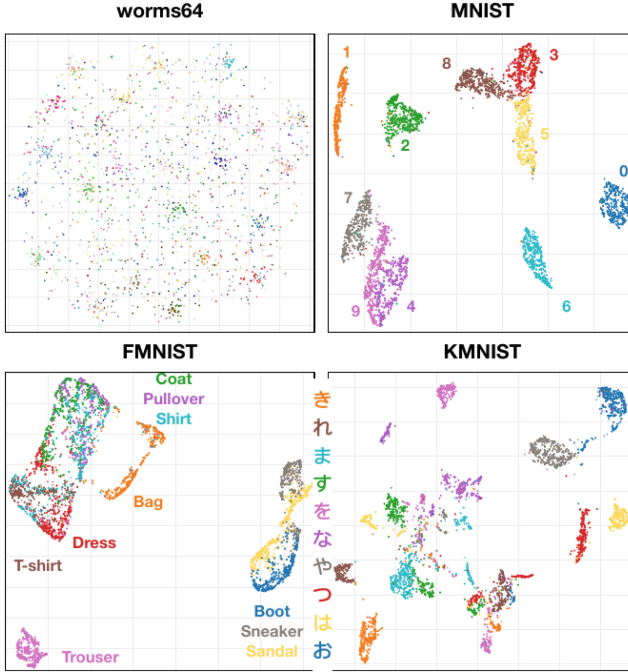 worms64
MNIST
1
8
3
2
5
0
7
9
4
6
FMNIST
KMNIST
Coat
Pullover
Shirt
Bag
Dress
T-shirt
Boot
Sneaker
Sandal
Trouser
き
れ
ま
す
を
な
や
つ
は
お